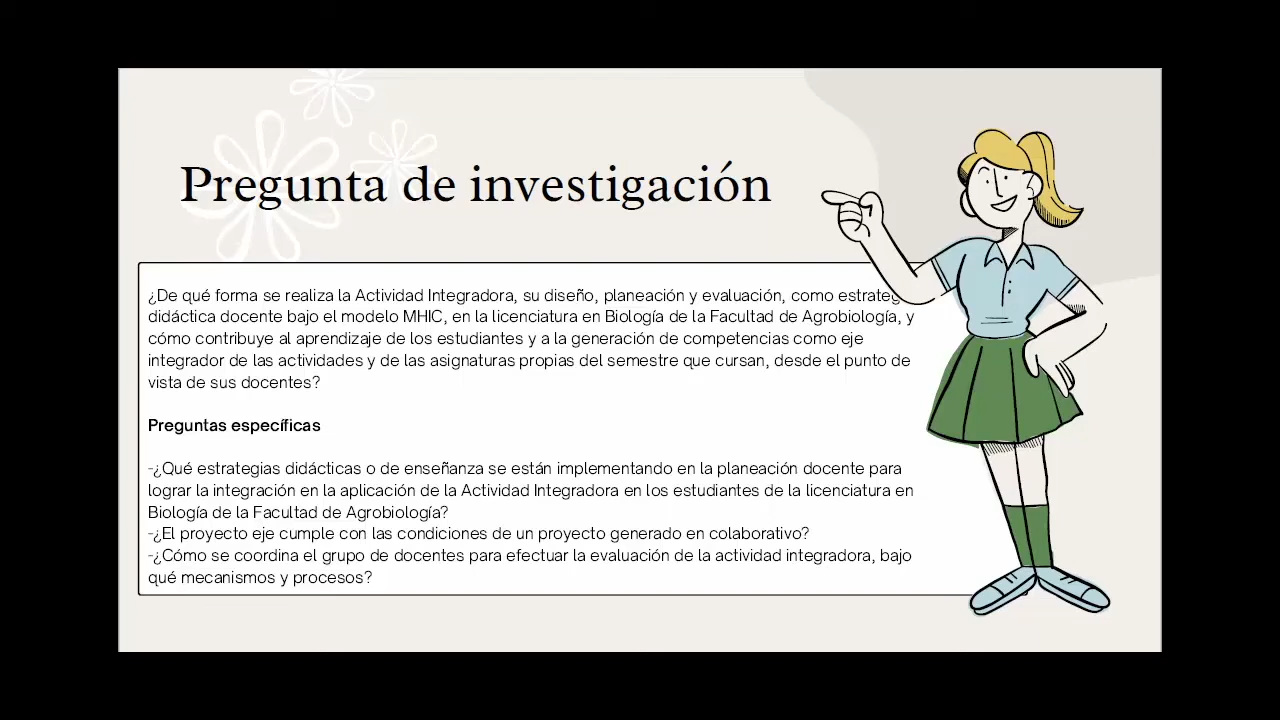 Pregunta de investigación
¿De qué forma se realiza la Actividad Integradora, su diseño, planeación y evaluación, como
didáctica docente bajo el modelo MHIC, en la licenciatura en Biología de la Facultad de Agrobiología, y
cómo contribuye al aprendizaje de los estudiantes y a la generación de competencias como eje
integrador de las actividades y de las asignaturas propias del semestre que cursan, desde el punto de
vista de sus docentes?
Preguntas específicas
-¿Qué estrategias didácticas o de enseñanza se están implementando en la planeación docente para
lograr la integración en la aplicación de la Actividad Integradora en los estudiantes de la licenciatura en
Biología de la Facultad de Agrobiología?
-¿El proyecto eje cumple con las condiciones de un proyecto generado en colaborativo?
-¿Cómo se coordina el grupo de docentes para efectuar la evaluación de la actividad integradora, bajo
qué mecanismos y procesos?